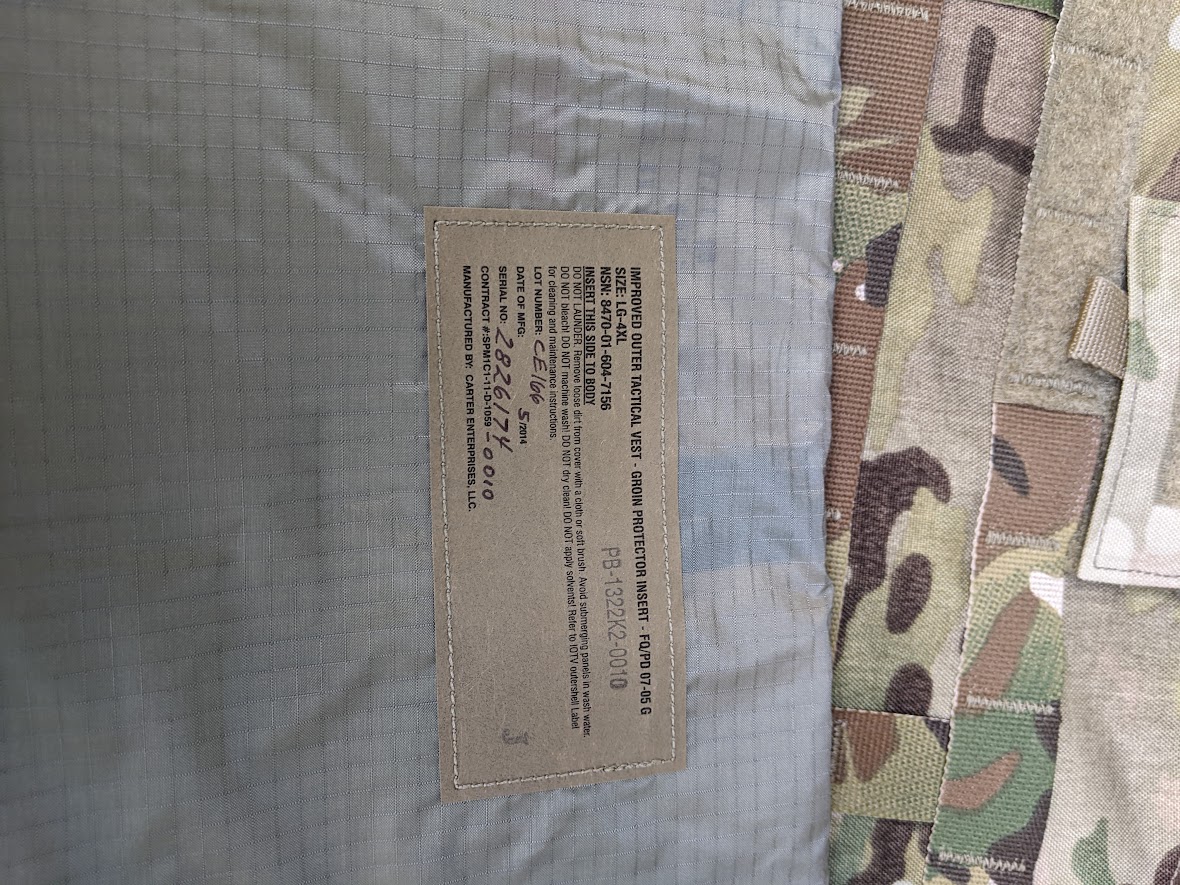 IMPROVED OUTER TACTICAL VEST - GROIN PROTECTOR INSERT - FQ/PD 07-05 G
SIZE: LG-4XL
NSN: 8470-01-604-7156 PB-1322K2-0010
INSERT THIS SIDE TO BODY
DO NOT LAUNDER. Remove loose dirt from cover with a cloth or soft brush. Avoid submerging panels in wash water.
DO NOT bleach! DO NOT machine wash! DO NOT dry clean! DO NOT apply solvents! Refer to IOTV outershell Label
for cleaning and maintenance instructions.
LOT NUMBER: CE166
DATE OF MFG: 5/2014
SERIAL NO: 2826174-0010
CONTRACT #:SPM1C1-11-D-1059
MANUFACTURED BY: CARTER ENTERPRISES, LLC.